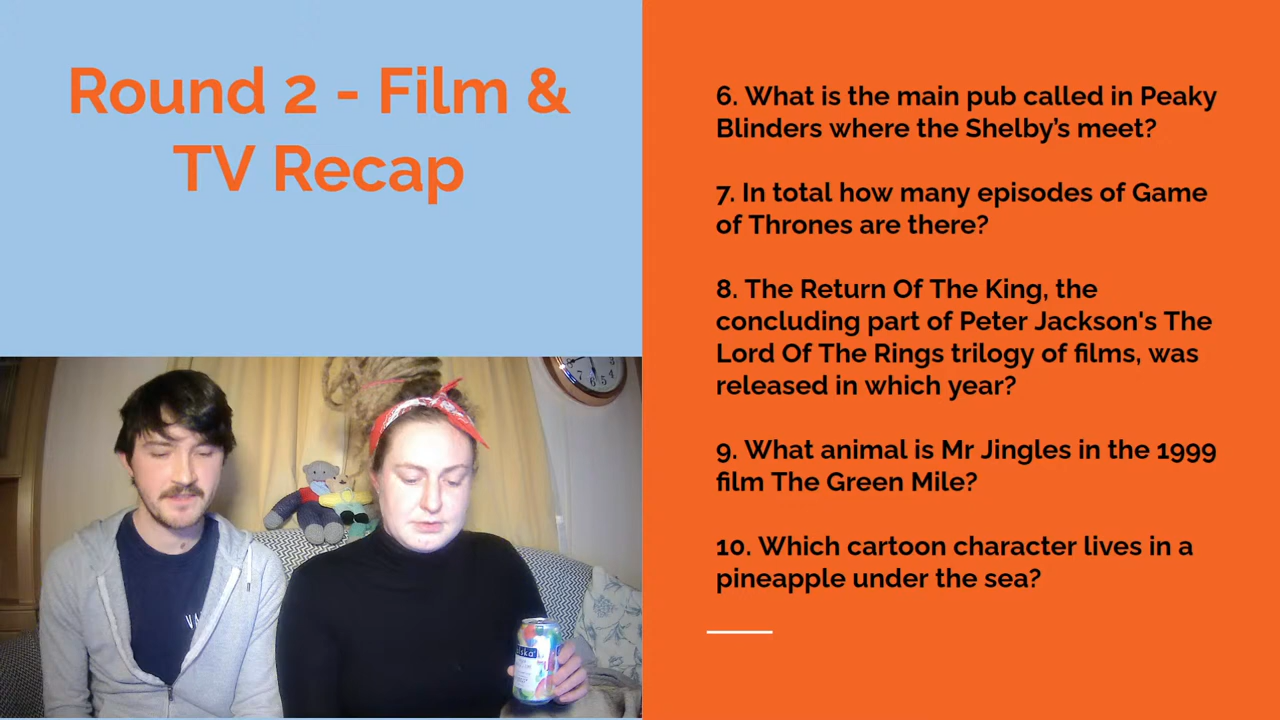 Round 2 - Film &
TV Recap
6. What is the main pub called in Peaky
Blinders where the Shelby's meet?
7. In total how many episodes of Game
of Thrones are there?
8. The Return Of The King, the
concluding part of Peter Jackson's The
Lord Of The Rings trilogy of films, was
released in which year?
9. What animal is Mr Jingles in the 1999
film The Green Mile?
10. Which cartoon character lives in a
pineapple under the sea?
7 6 5 4